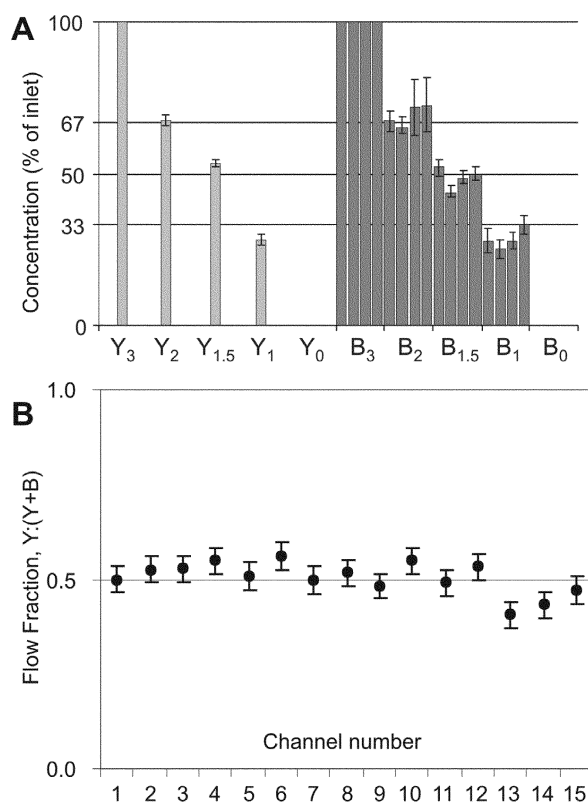 A
Concentration (% of inlet)
100
67
50
33
0
Y3 Y2 Y1.5 Y1 Y0 B3 B2 B1.5 B1 B0
B
Flow Fraction, Y:(Y+B)
1.0
0.5
0.0
Channel number
1 2 3 4 5 6 7 8 9 10 11 12 13 14 15